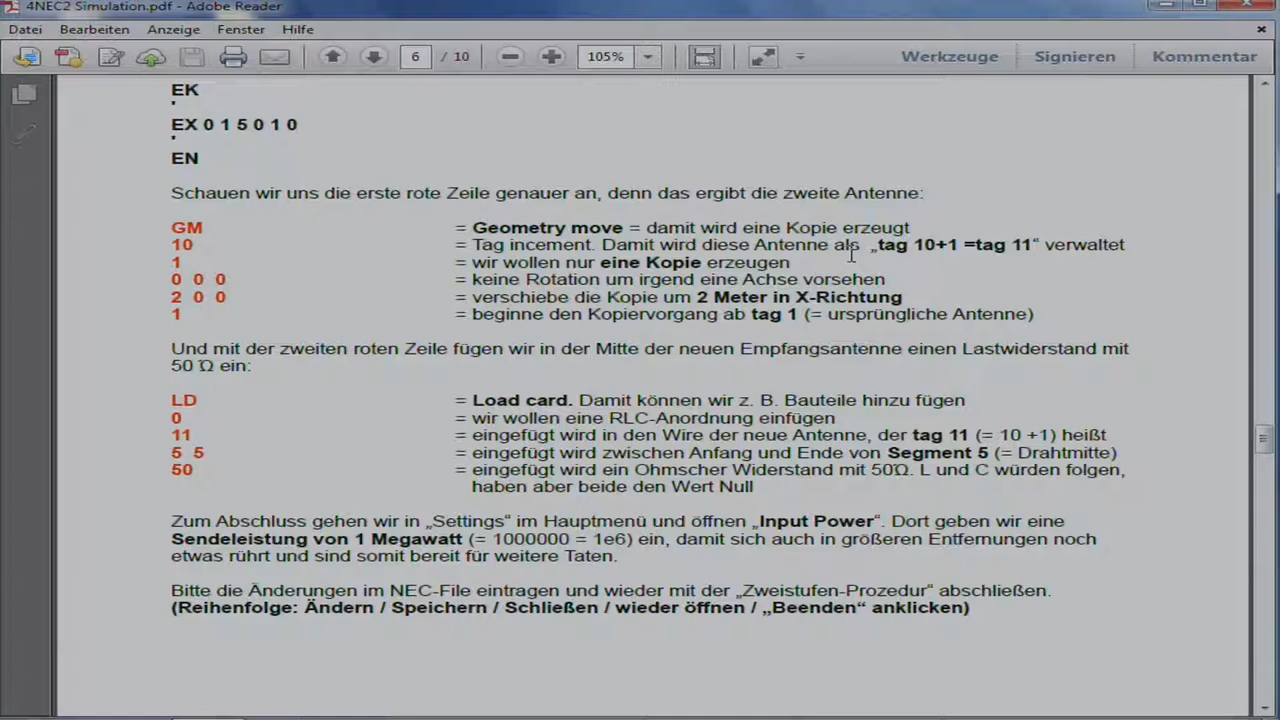 4NEC2 Simulation.pdf - Adobe Reader
Datei Bearbeiten Anzeige Fenster Hilfe
6 / 10 105% Werkzeuge Signieren Kommentar
EK
'
EX 0 1 5 0 1 0
'
EN
Schauen wir uns die erste rote Zeile genauer an, denn das ergibt die zweite Antenne:
GM = Geometry move = damit wird eine Kopie erzeugt
10 = Tag incement. Damit wird diese Antenne als „tag 10+1 =tag 11“ verwaltet
1 = wir wollen nur eine Kopie erzeugen
0 0 0 = keine Rotation um irgend eine Achse vorsehen
2 0 0 = verschiebe die Kopie um 2 Meter in X-Richtung
1 = beginne den Kopiervorgang ab tag 1 (= ursprüngliche Antenne)
Und mit der zweiten roten Zeile fügen wir in der Mitte der neuen Empfangsantenne einen Lastwiderstand mit
50 Ω ein:
LD = Load card. Damit können wir z. B. Bauteile hinzu fügen
0 = wir wollen eine RLC-Anordnung einfügen
11 = eingefügt wird in den Wire der neue Antenne, der tag 11 (= 10 +1) heißt
5 5 = eingefügt wird zwischen Anfang und Ende von Segment 5 (= Drahtmitte)
50 = eingefügt wird ein Ohmscher Widerstand mit 50Ω. L und C würden folgen,
haben aber beide den Wert Null
Zum Abschluss gehen wir in „Settings“ im Hauptmenü und öffnen „Input Power“. Dort geben wir eine
Sendeleistung von 1 Megawatt (= 1000000 = 1e6) ein, damit sich auch in größeren Entfernungen noch
etwas rührt und sind somit bereit für weitere Taten.
Bitte die Änderungen im NEC-File eintragen und wieder mit der „Zweistufen-Prozedur“ abschließen.
(Reihenfolge: Ändern / Speichern / Schließen / wieder öffnen / „Beenden“ anklicken)